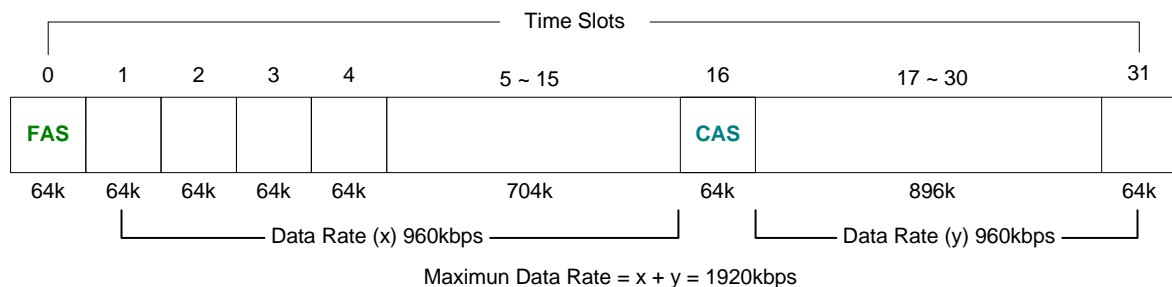 Time Slots
0 1 2 3 4 5 ~ 15 16 17 ~ 30 31
FAS CAS
64k 64k 64k 64k 64k 704k 64k 896k 64k
Data Rate (x) 960kbps Data Rate (y) 960kbps
Maximun Data Rate = x + y = 1920kbps